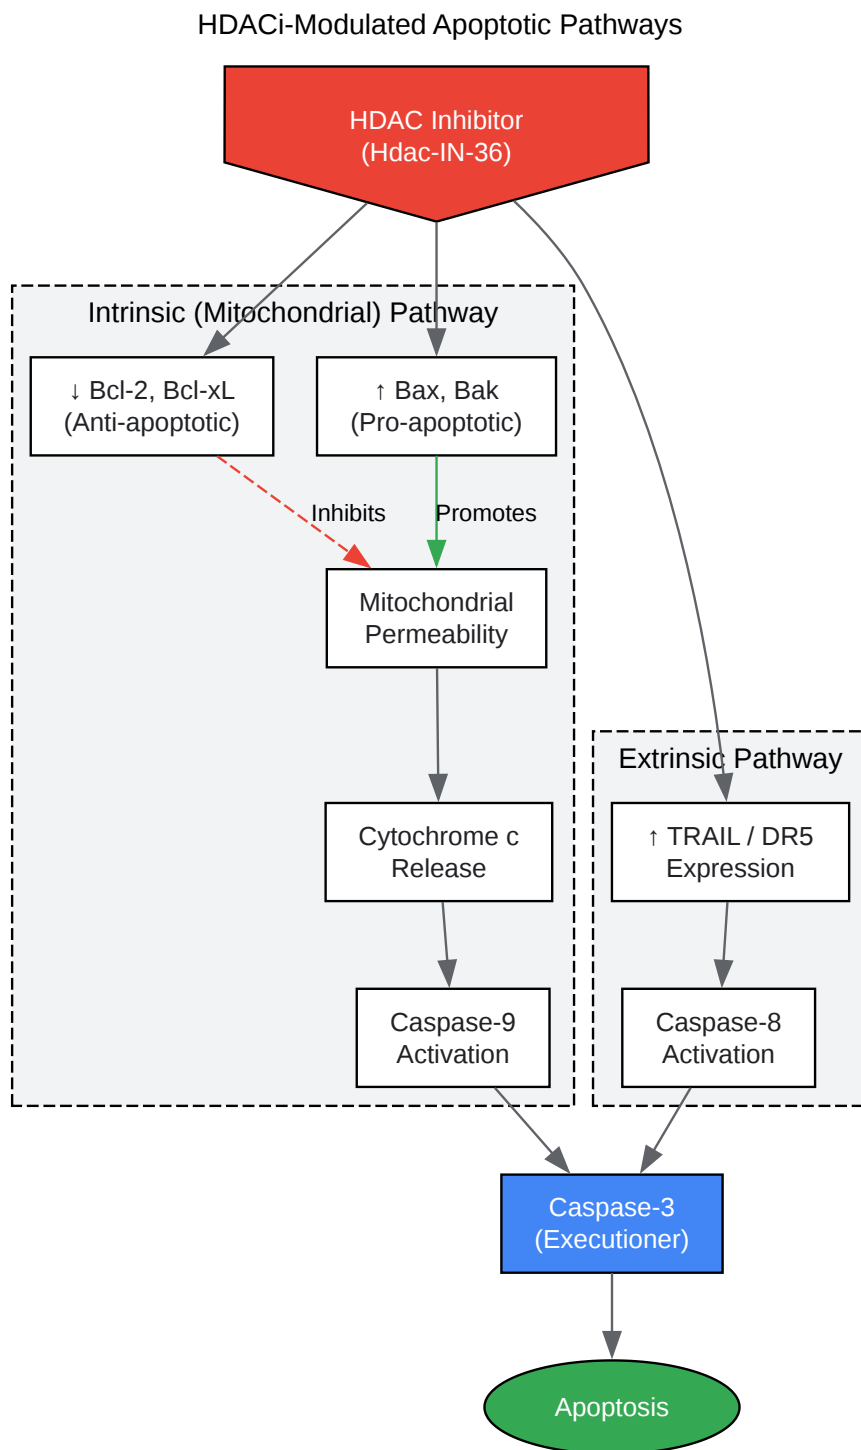 HDACi-Modulated Apoptotic Pathways
HDAC Inhibitor
(Hdac-IN-36)
Intrinsic (Mitochondrial) Pathway
↓ Bcl-2, Bcl-xL
(Anti-apoptotic)
↑ Bax, Bak
(Pro-apoptotic)
Inhibits
Promotes
Mitochondrial
Permeability
Cytochrome c
Release
Caspase-9
Activation
Extrinsic Pathway
↑ TRAIL / DR5
Expression
Caspase-8
Activation
Caspase-3
(Executioner)
Apoptosis